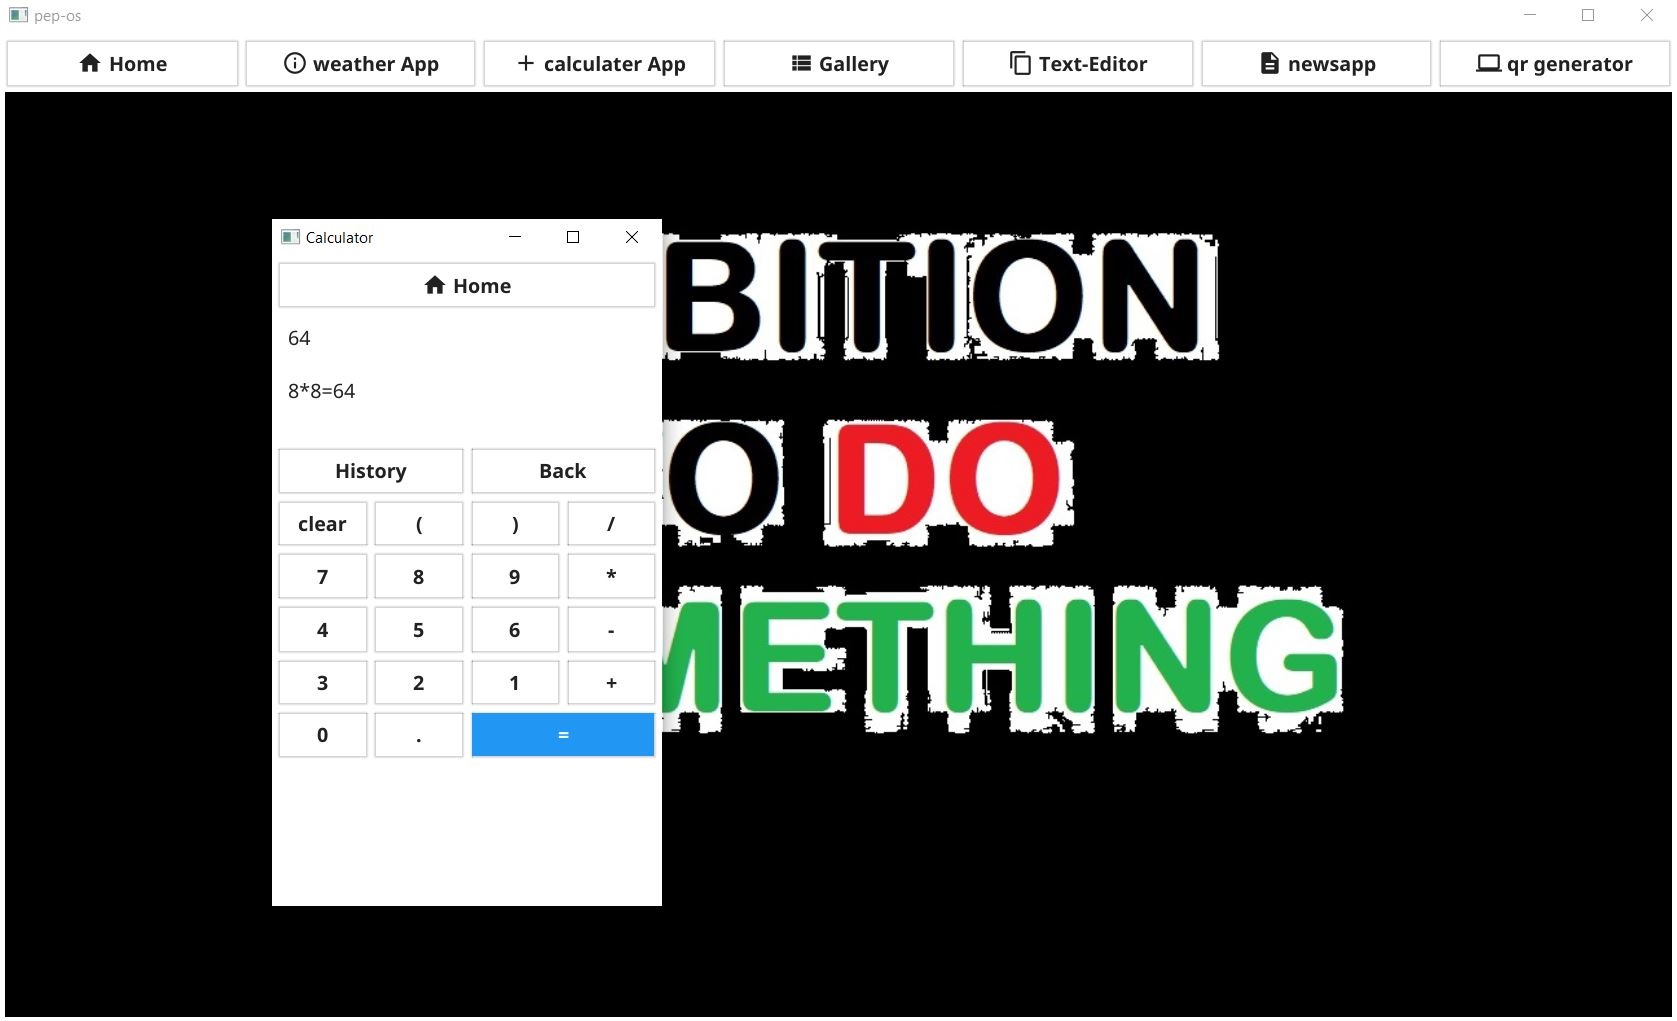 pep-os
Home
weather App
calculater App
Gallery
Text-Editor
newsapp
qr generator
Calculator
Home
64
8*8=64
History Back
clear ( ) /
7 8 9 *
4 5 6 -
3 2 1 +
0 . =
BITION
O DO
METHING